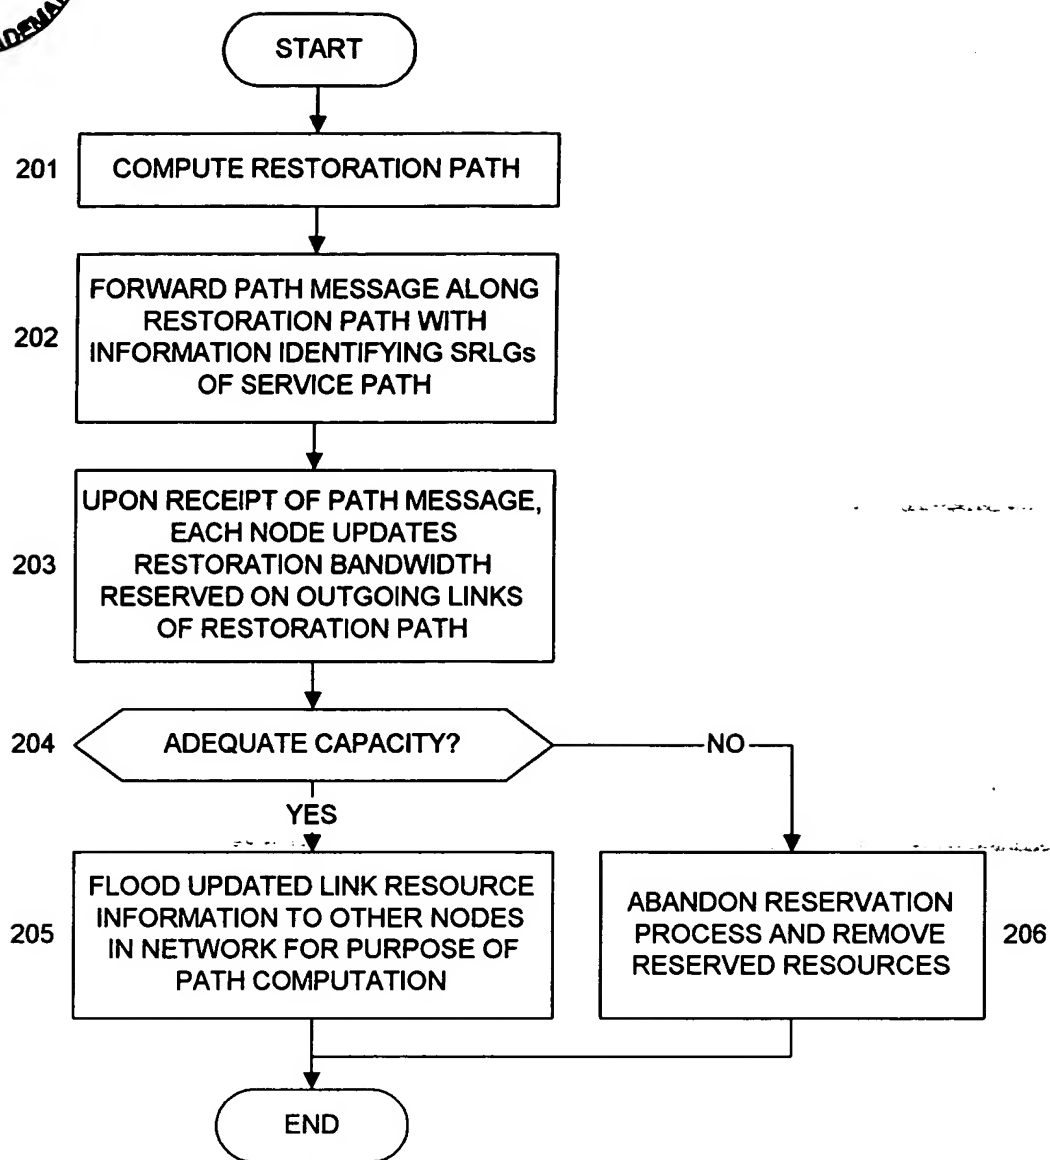 START
201
COMPUTE RESTORATION PATH
202
FORWARD PATH MESSAGE ALONG
RESTORATION PATH WITH
INFORMATION IDENTIFYING SRLGs
OF SERVICE PATH
203
UPON RECEIPT OF PATH MESSAGE,
EACH NODE UPDATES
RESTORATION BANDWIDTH
RESERVED ON OUTGOING LINKS
OF RESTORATION PATH
204
ADEQUATE CAPACITY?
NO
YES
205
FLOOD UPDATED LINK RESOURCE
INFORMATION TO OTHER NODES
IN NETWORK FOR PURPOSE OF
PATH COMPUTATION
ABANDON RESERVATION
PROCESS AND REMOVE
RESERVED RESOURCES
206
END